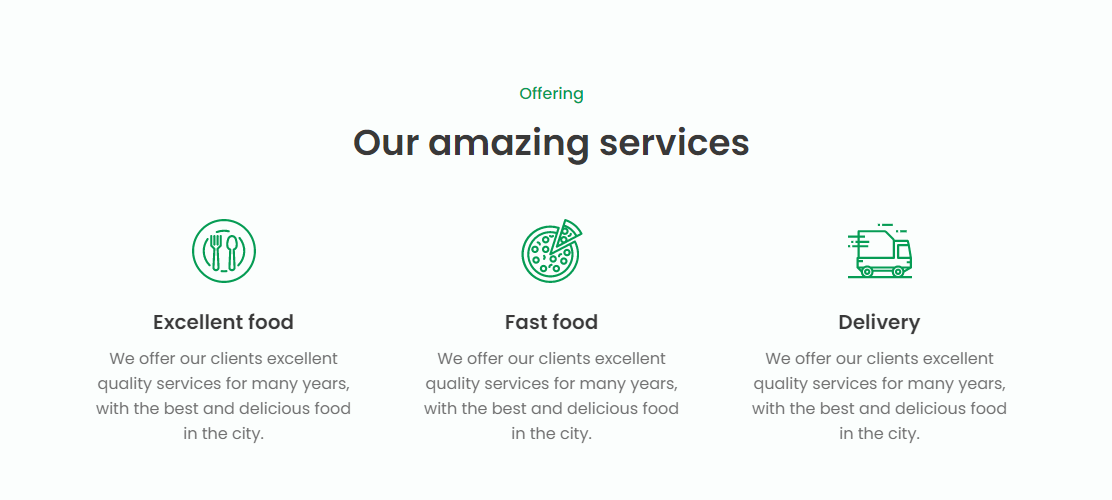 Offering
Our amazing services
Excellent food
We offer our clients excellent
quality services for many years,
with the best and delicious food
in the city.
Fast food
We offer our clients excellent
quality services for many years,
with the best and delicious food
in the city.
Delivery
We offer our clients excellent
quality services for many years,
with the best and delicious food
in the city.